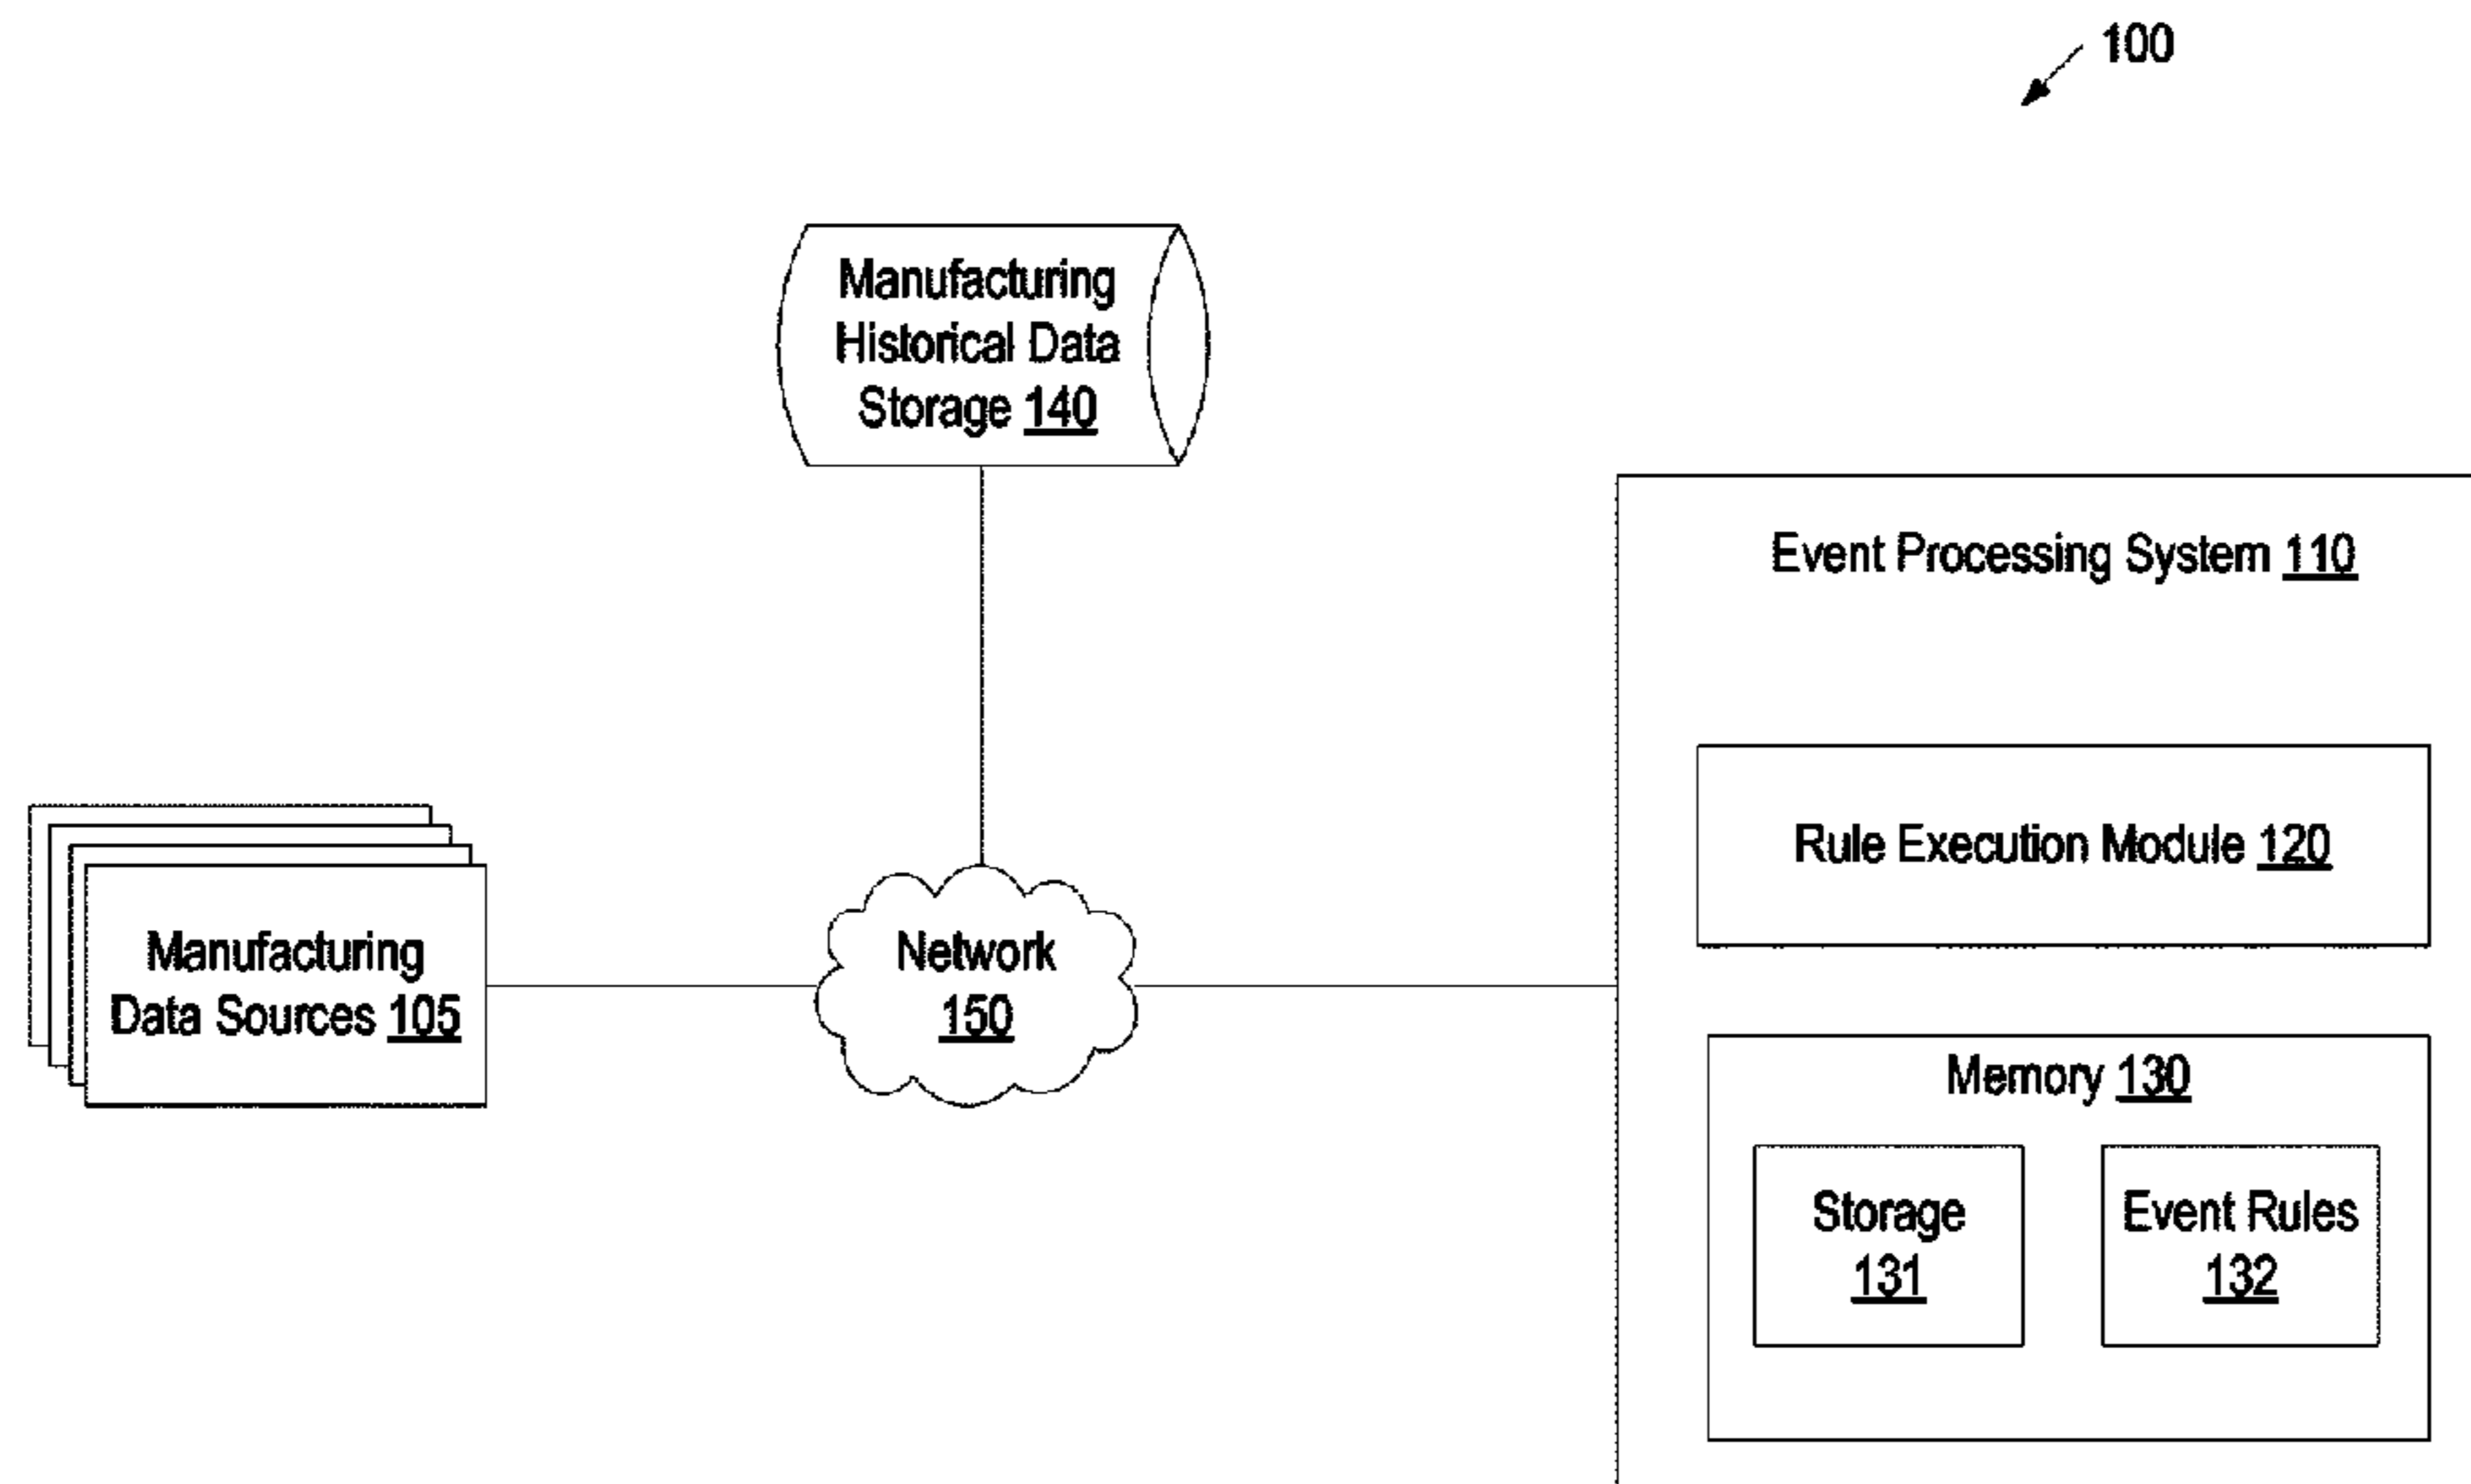 100
Manufacturing
Historical Data
Storage 140
Event Processing System 110
Rule Execution Module 120
Manufacturing
Data Sources 105
Network
150
Memory 130
Storage
131
Event Rules
132